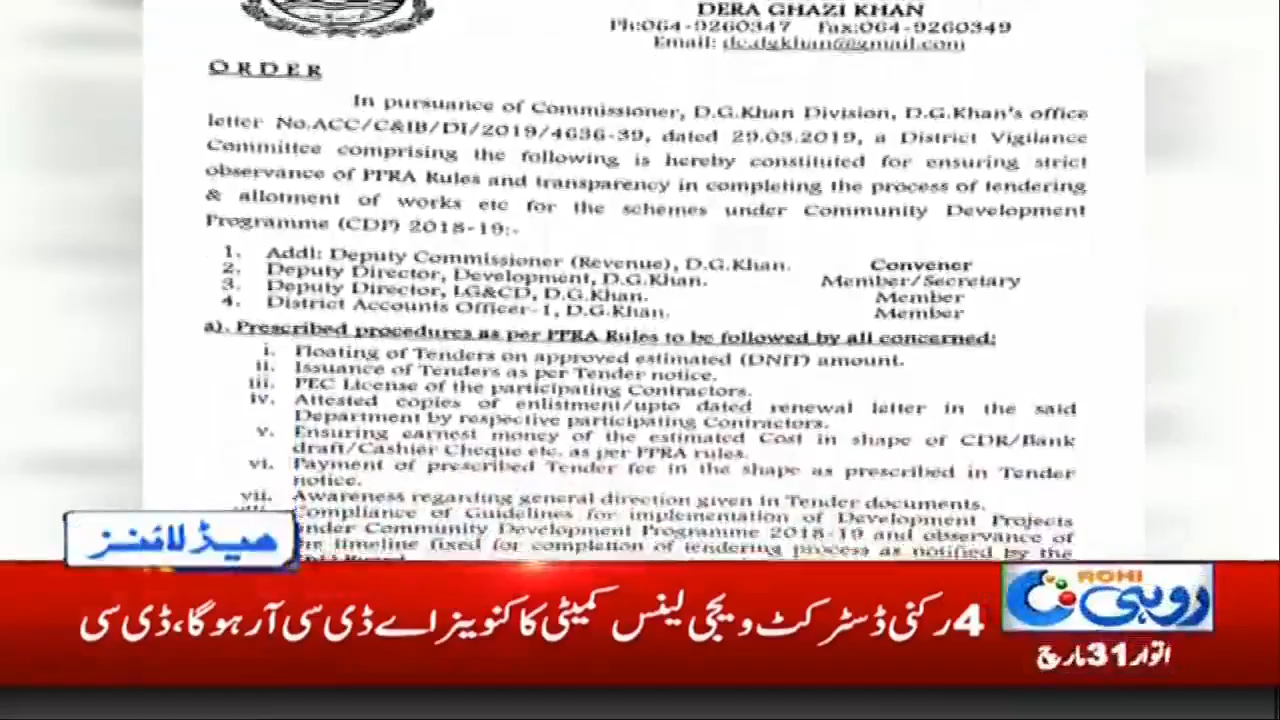 DERA GHAZI KHAN
Ph:064-9260347 Fax:064-9260349
Email: dc.dgkhan@gmail.com
ORDER
In pursuance of Commissioner, D.G.Khan Division, D.G.Khan's office
letter No.ACC/C&IB/DI/2019/4636-39, dated 29.03.2019, a District Vigilance
Committee comprising the following is hereby constituted for ensuring strict
observance of PPRA Rules and transparency in completing the process of tendering
& allotment of works etc for the schemes under Community Development
Programme (CDP) 2018-19:-
1. Addl: Deputy Commissioner (Revenue), D.G.Khan. Convener
2. Deputy Director, Development, D.G.Khan. Member/Secretary
3. Deputy Director, LG&CD, D.G.Khan. Member
4. District Accounts Officer-1, D.G.Khan. Member
a). Prescribed procedures as per PPRA Rules to be followed by all concerned:
i. Floating of Tenders on approved estimated (DNIT) amount.
ii. Issuance of Tenders as per Tender notice.
iii. PEC License of the participating Contractors.
iv. Attested copies of enlistment/upto dated renewal letter in the said
Department by respective participating Contractors.
v. Ensuring earnest money of the estimated Cost in shape of CDR/Bank
draft/Cashier Cheque etc. as per PPRA rules.
vi. Payment of prescribed Tender fee in the shape as prescribed in Tender
notice.
vii. Awareness regarding general direction given in Tender documents.
Compliance of Guidelines for implementation of Development Projects
under Community Development Programme 2018-19 and observance of
timeline fixed for completion of tendering process as notified by the
ہیڈ لائنز
ROHI
روہی
4 رکنی ڈسٹرکٹ ویجی لینس کمیٹی کا کنوینر اے ڈی سی آر ہو گا، ڈی سی
اتوار 31 مارچ